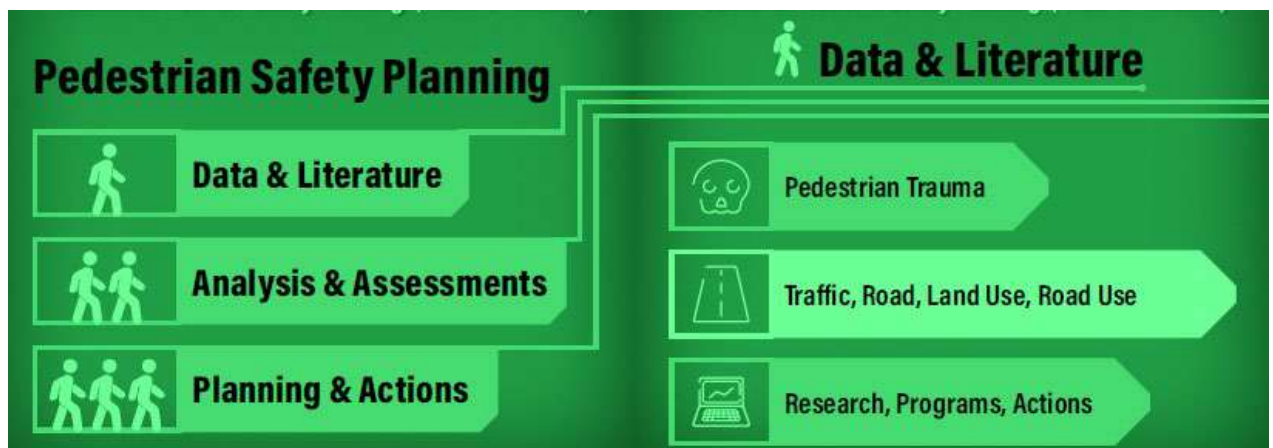 Pedestrian Safety Planning
Data & Literature
Analysis & Assessments
Planning & Actions
Data & Literature
Pedestrian Trauma
Traffic, Road, Land Use, Road Use
Research, Programs, Actions